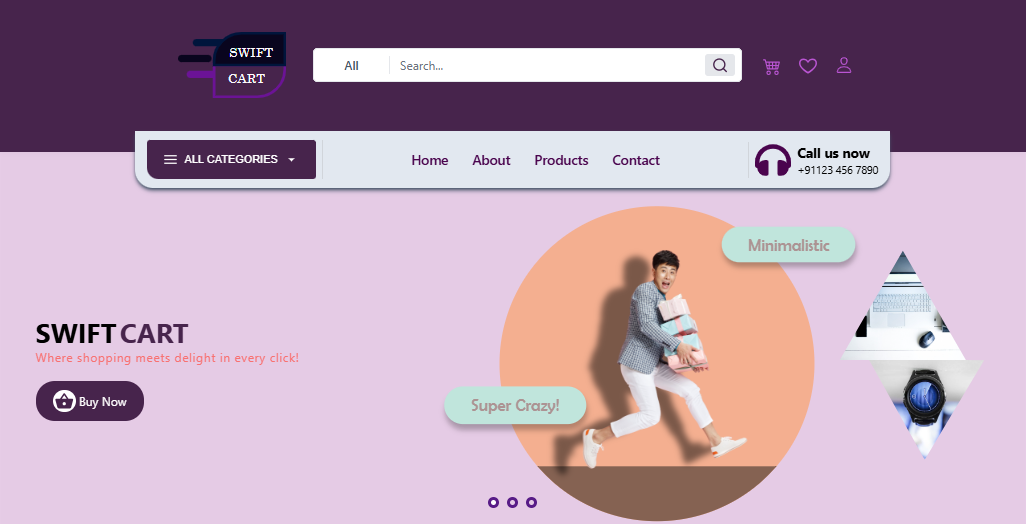 SWIFT
CART
All
Search...
ALL CATEGORIES
Home
About
Products
Contact
Call us now
+91123 456 7890
Minimalistic
SWIFT CART
Where shopping meets delight in every click!
Buy Now
Super Crazy!